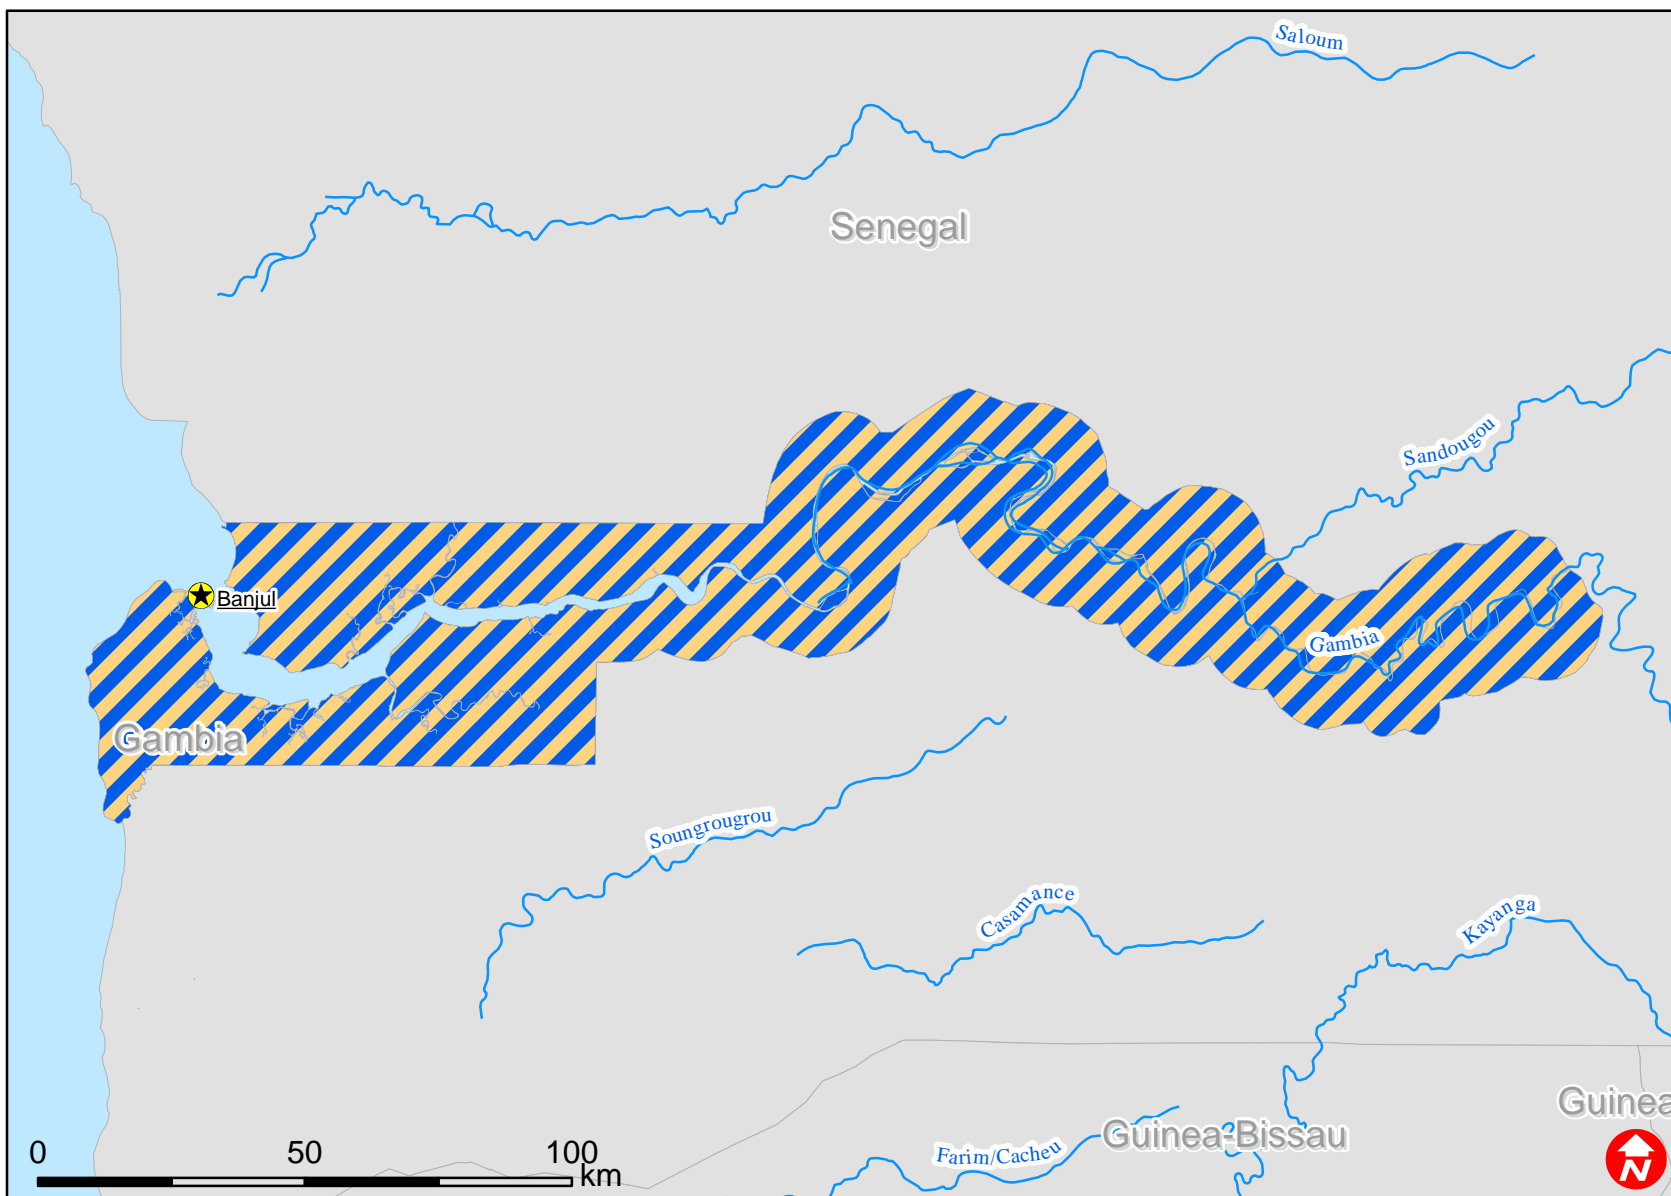 Saloum
Senegal
Sandougou
Banjul
Gambia
Gambia
Soungrougrou
Casamance
Kayanga
Guinea
Guinea-Bissau
Farim/Cacheu
0 50 100
km
N